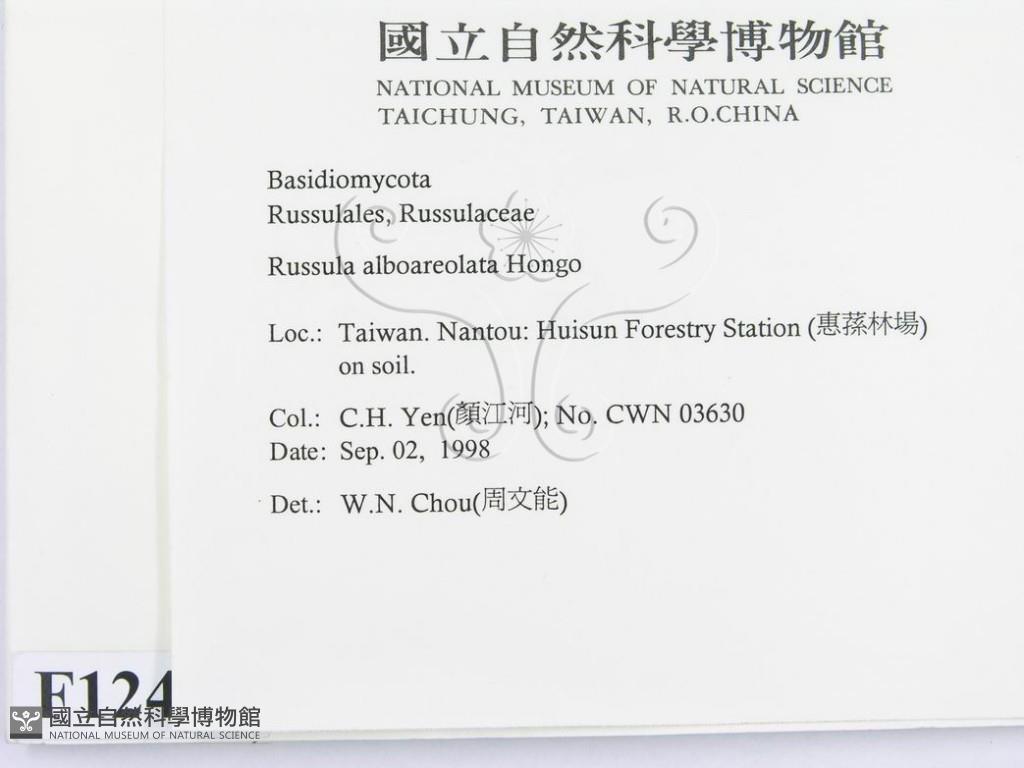 國立自然科學博物館
NATIONAL MUSEUM OF NATURAL SCIENCE
TAICHUNG, TAIWAN, R.O.CHINA
Basidiomycota
Russulales, Russulaceae
Russula alboareolata Hongo
Loc.: Taiwan. Nantou: Huisun Forestry Station (惠蓀林場)
on soil.
Col.: C.H. Yen(顏江河); No. CWN 03630
Date: Sep. 02, 1998
Det.: W.N. Chou(周文能)
F124
國立自然科學博物館
NATIONAL MUSEUM OF NATURAL SCIENCE